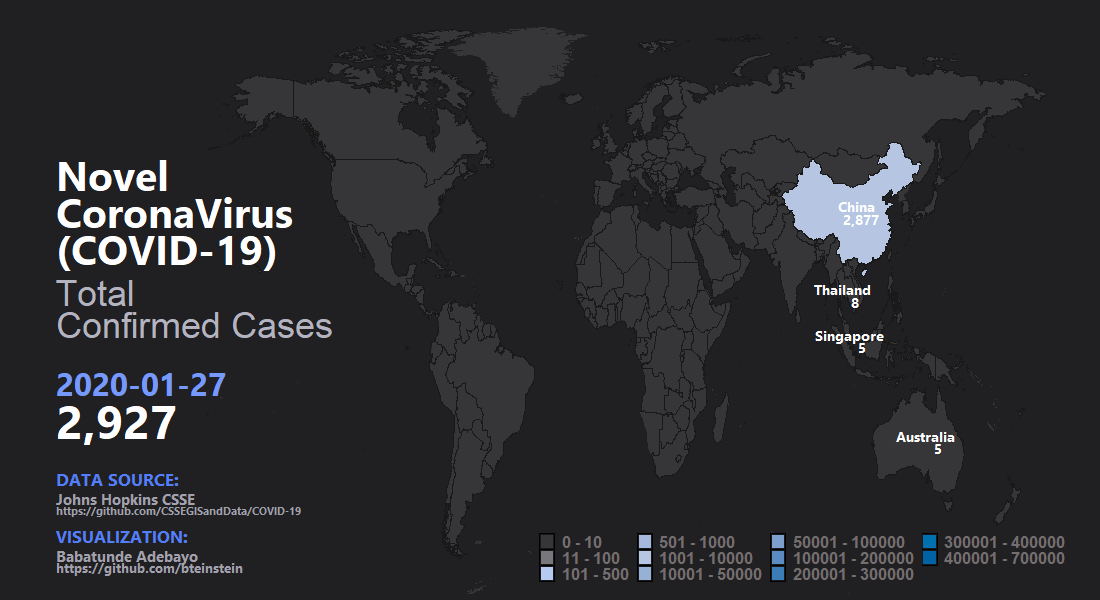 Novel
CoronaVirus
(COVID-19)
Total
Confirmed Cases
2020-01-27
2,927
DATA SOURCE:
Johns Hopkins CSSE
https://github.com/CSSEGISandData/COVID-19
VISUALIZATION:
Babatunde Adebayo
https://github.com/bteinstein
China
2,877
Thailand
8
Singapore
5
Australia
5
0 - 10
11 - 100
101 - 500
501 - 1000
1001 - 10000
10001 - 50000
50001 - 100000
100001 - 200000
200001 - 300000
300001 - 400000
400001 - 700000